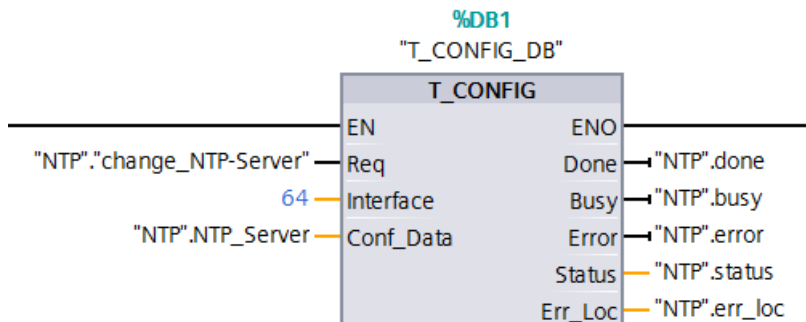 %DB1
"T_CONFIG_DB"
T_CONFIG
EN ENO
"NTP"."change_NTP-Server" Req Done "NTP".done
64 Interface Busy "NTP".busy
"NTP".NTP_Server Conf_Data Error "NTP".error
Status "NTP".status
Err_Loc "NTP".err_loc